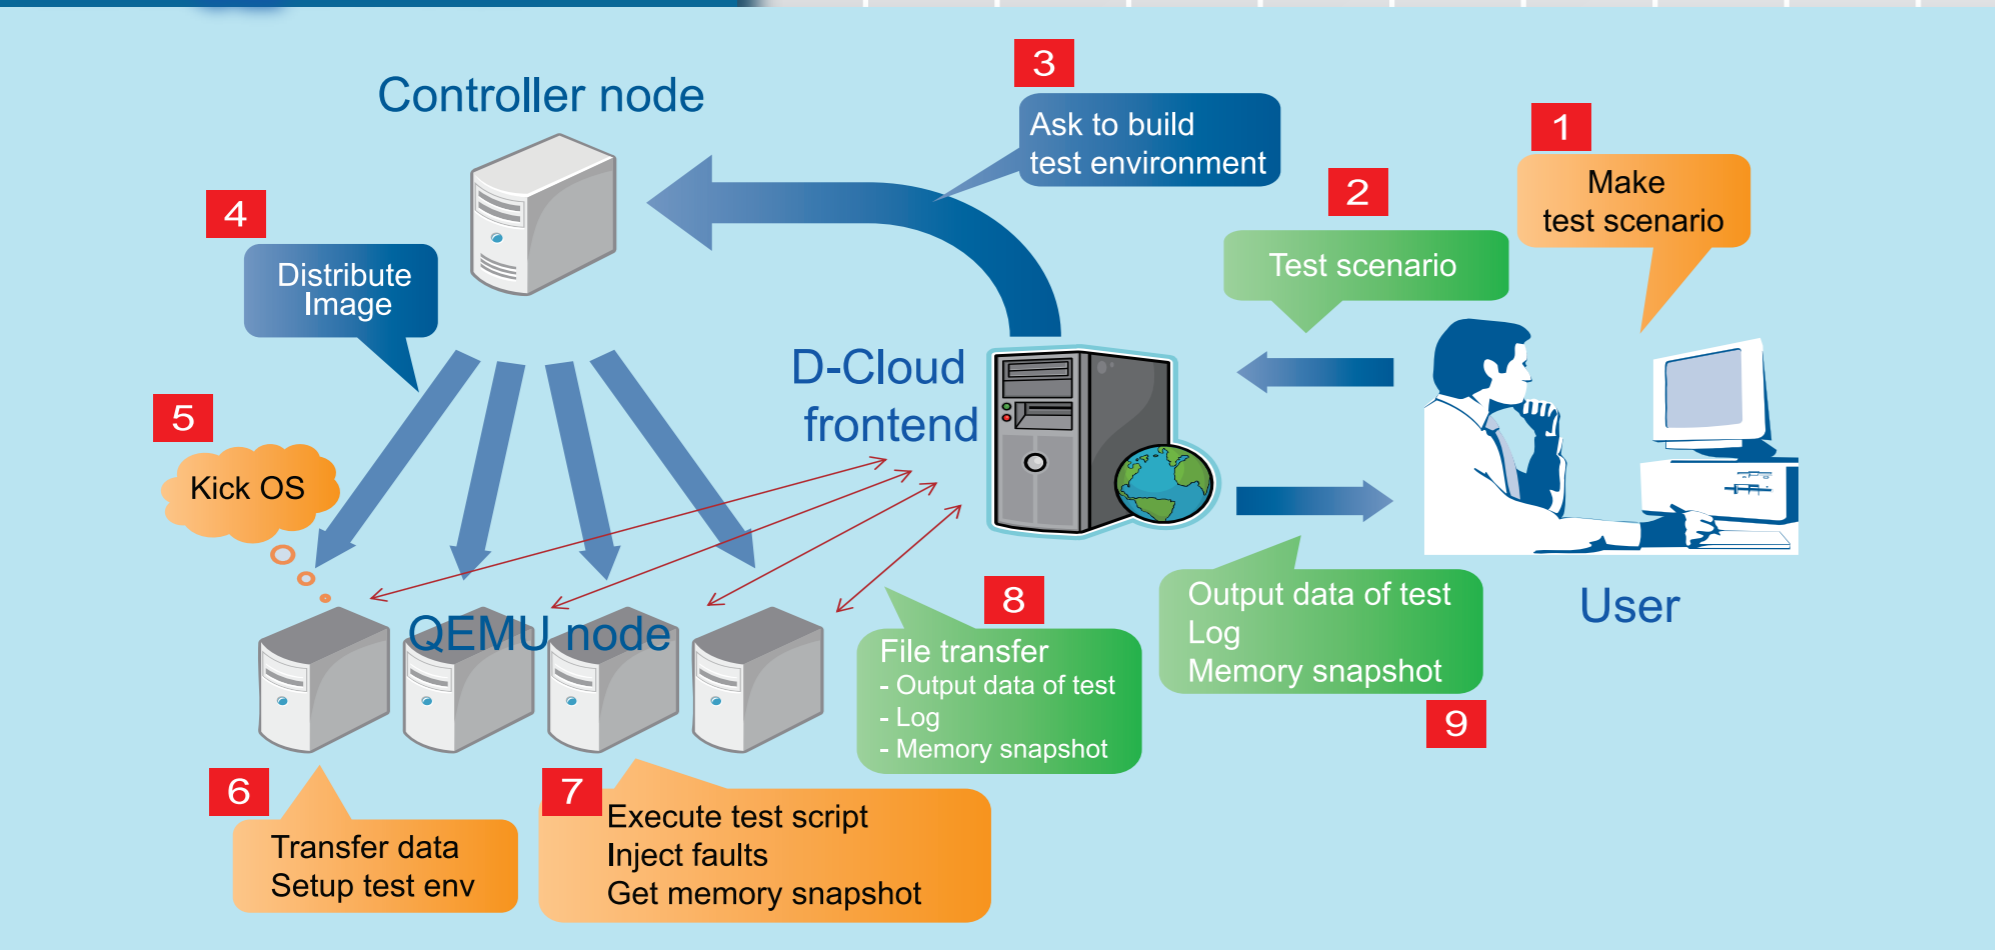 Controller node
3
Ask to build
test environment
1
Make
test scenario
2
Test scenario
4
Distribute
Image
D-Cloud
frontend
5
Kick OS
QEMU node
User
8
File transfer
- Output data of test
- Log
- Memory snapshot
Output data of test
Log
Memory snapshot
9
6
Transfer data
Setup test env
7
Execute test script
Inject faults
Get memory snapshot